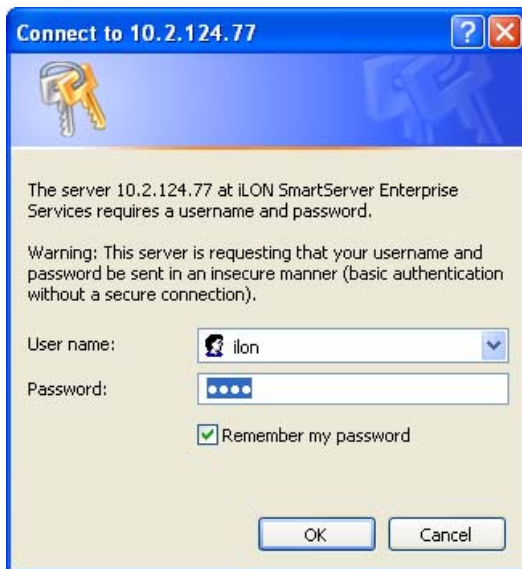 Connect to 10.2.124.77
The server 10.2.124.77 at iLON SmartServer Enterprise
Services requires a username and password.
Warning: This server is requesting that your username and
password be sent in an insecure manner (basic authentication
without a secure connection).
User name:
ilon
Password:
••••
Remember my password
OK
Cancel